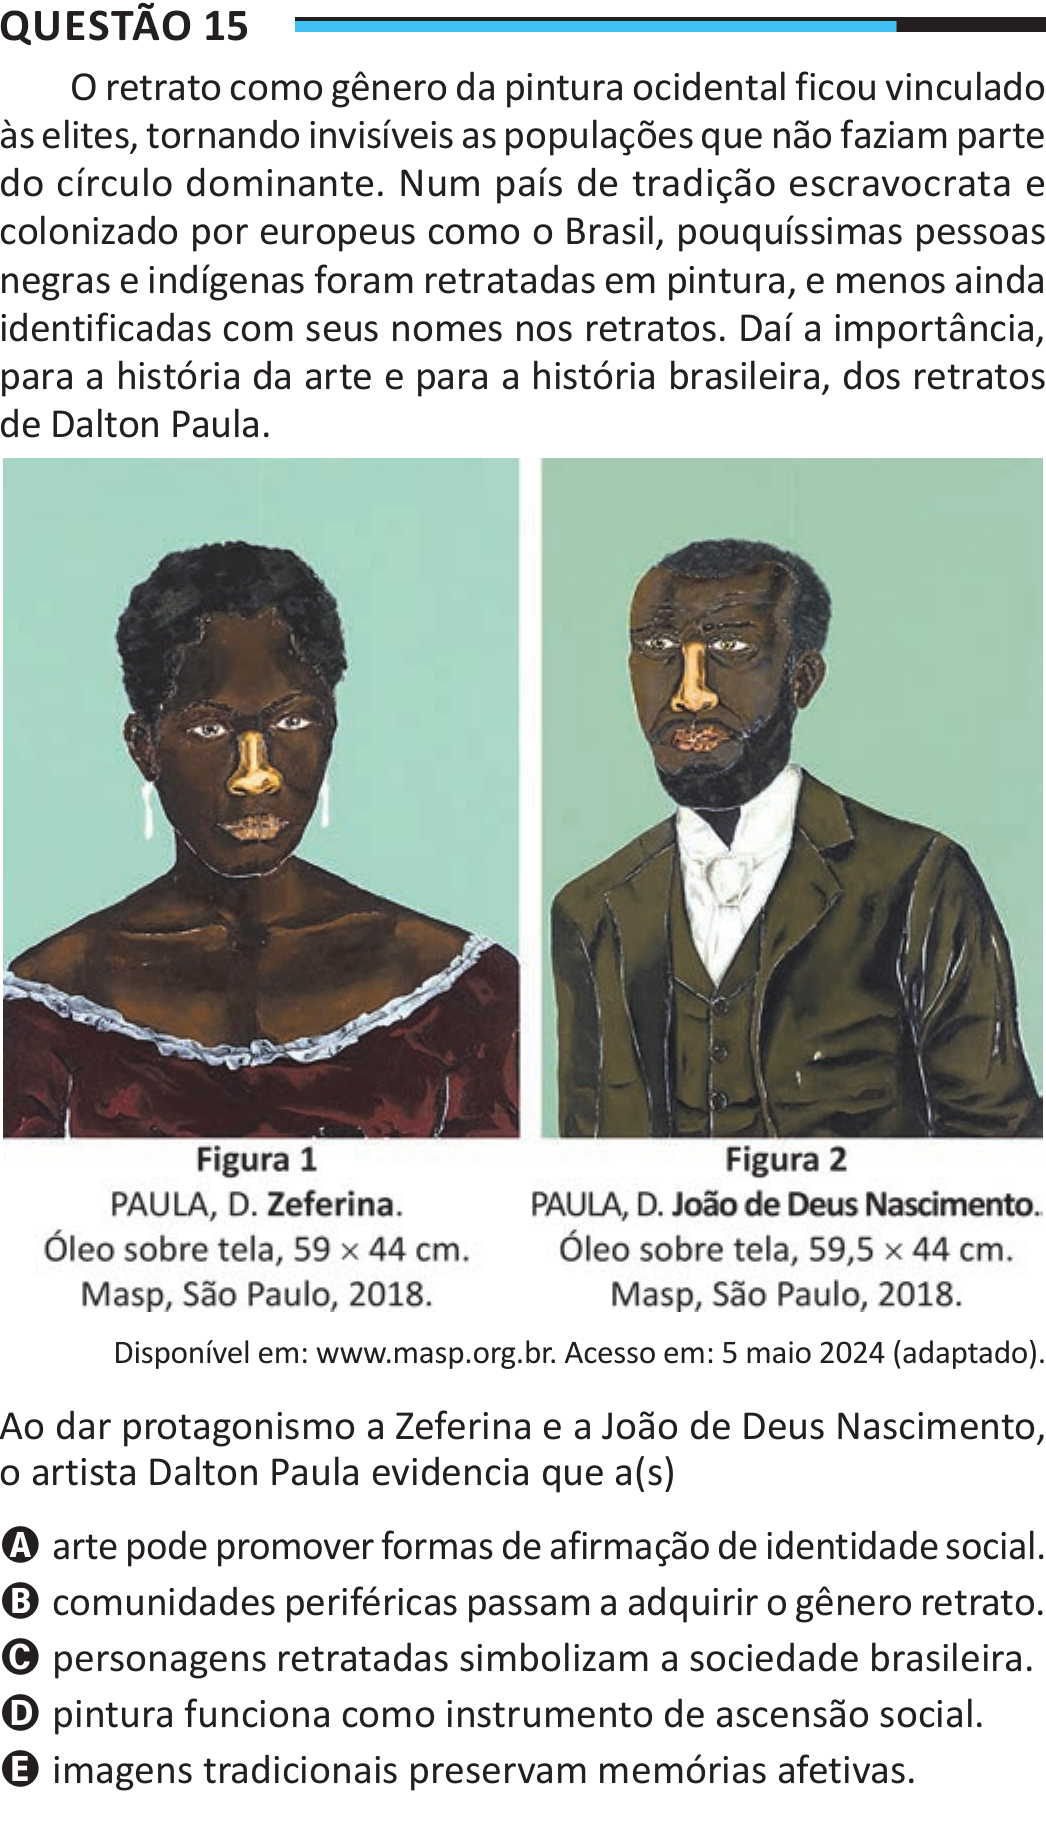 QUESTÃO 15
O retrato como gênero da pintura ocidental ficou vinculado
às elites, tornando invisíveis as populações que não faziam parte
do círculo dominante. Num país de tradição escravocrata e
colonizado por europeus como o Brasil, pouquíssimas pessoas
negras e indígenas foram retratadas em pintura, e menos ainda
identificadas com seus nomes nos retratos. Daí a importância,
para a história da arte e para a história brasileira, dos retratos
de Dalton Paula.
Figura 1
PAULA, D. Zeferina.
Óleo sobre tela, 59 × 44 cm.
Masp, São Paulo, 2018.
Figura 2
PAULA, D. João de Deus Nascimento.
Óleo sobre tela, 59,5 × 44 cm.
Masp, São Paulo, 2018.
Disponível em: www.masp.org.br. Acesso em: 5 maio 2024 (adaptado).
Ao dar protagonismo a Zeferina e a João de Deus Nascimento,
o artista Dalton Paula evidencia que a(s)
A arte pode promover formas de afirmação de identidade social.
B comunidades periféricas passam a adquirir o gênero retrato.
C personagens retratadas simbolizam a sociedade brasileira.
D pintura funciona como instrumento de ascensão social.
E imagens tradicionais preservam memórias afetivas.